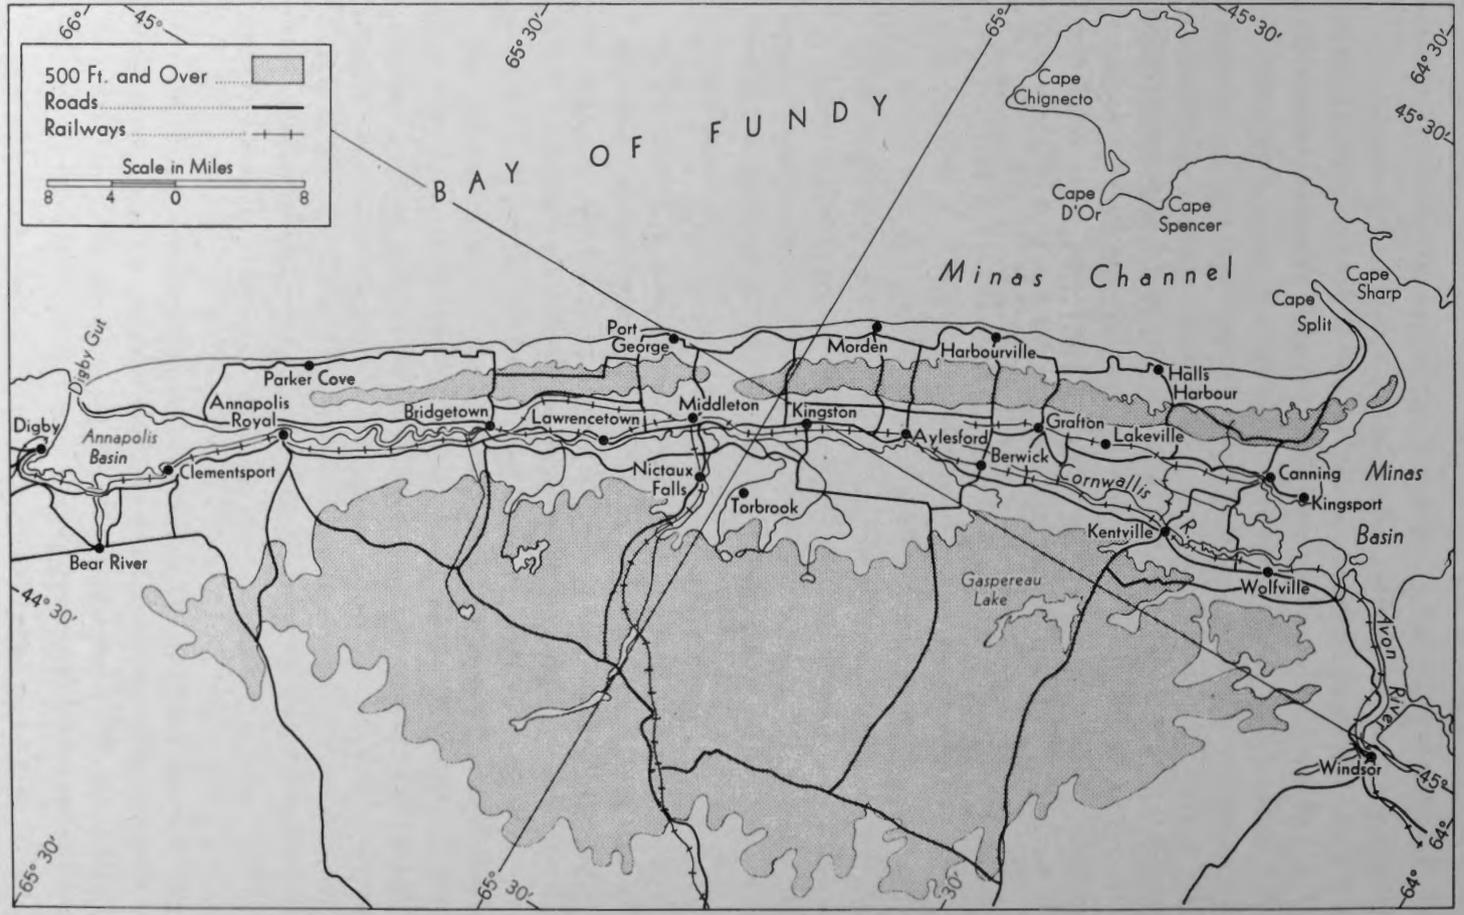 66°
45°
65° 30′
65°
45° 30′
64° 30′
45° 30′
500 Ft. and Over
Roads
Railways
Scale in Miles
8 4 0 8
BAY OF FUNDY
Cape
Chignecto
Cape
D'Or
Cape
Spencer
Minas Channel
Cape
Sharp
Cape
Split
Digby Gut
Port
George
Morden
Harbourville
Halls
Harbour
Parker Cove
Annapolis
Royal
Bridgetown
Lawrencetown
Middleton
Kingston
Aylesford
Grafton
Lakeville
Berwick
Canning
Kingsport
Minas
Basin
Digby
Annapolis
Basin
Clementsport
Nictaux
Falls
Torbrook
Cornwallis
R.
Kentville
Bear River
Gaspereau
Lake
Wolfville
Avon
River
Windsor
44° 30′
45°
64°
65° 30′
65° 30′
30′
64°